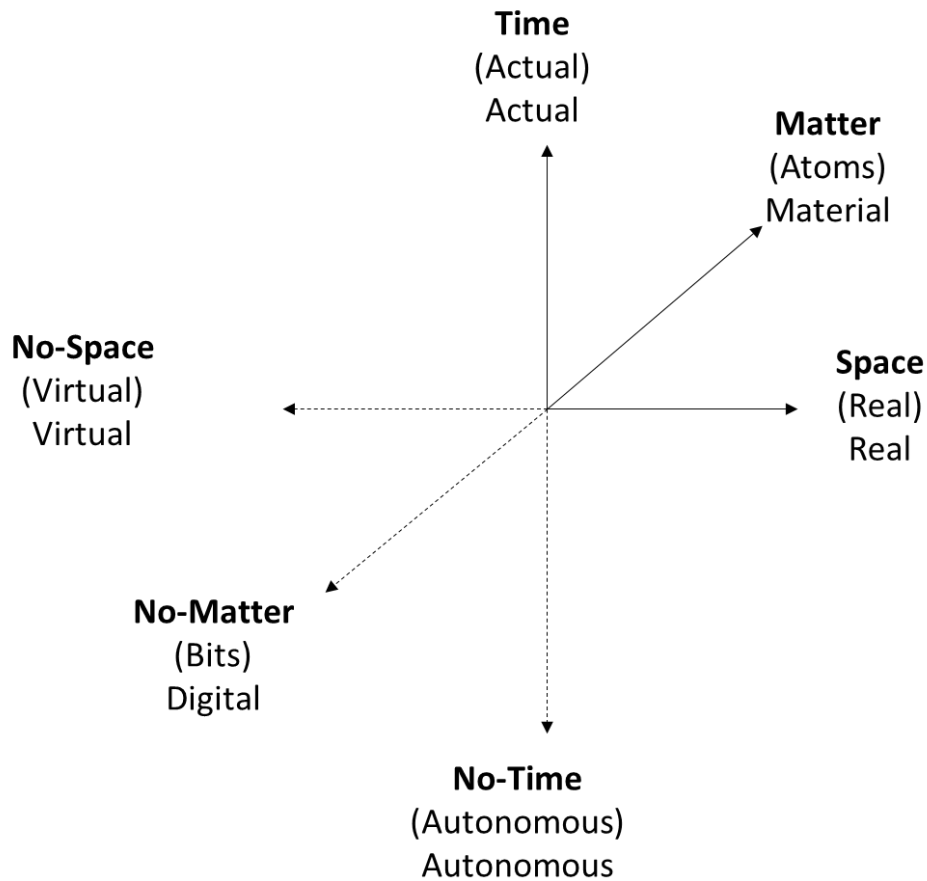 Time
(Actual)
Actual
Matter
(Atoms)
Material
No-Space
(Virtual)
Virtual
Space
(Real)
Real
No-Matter
(Bits)
Digital
No-Time
(Autonomous)
Autonomous